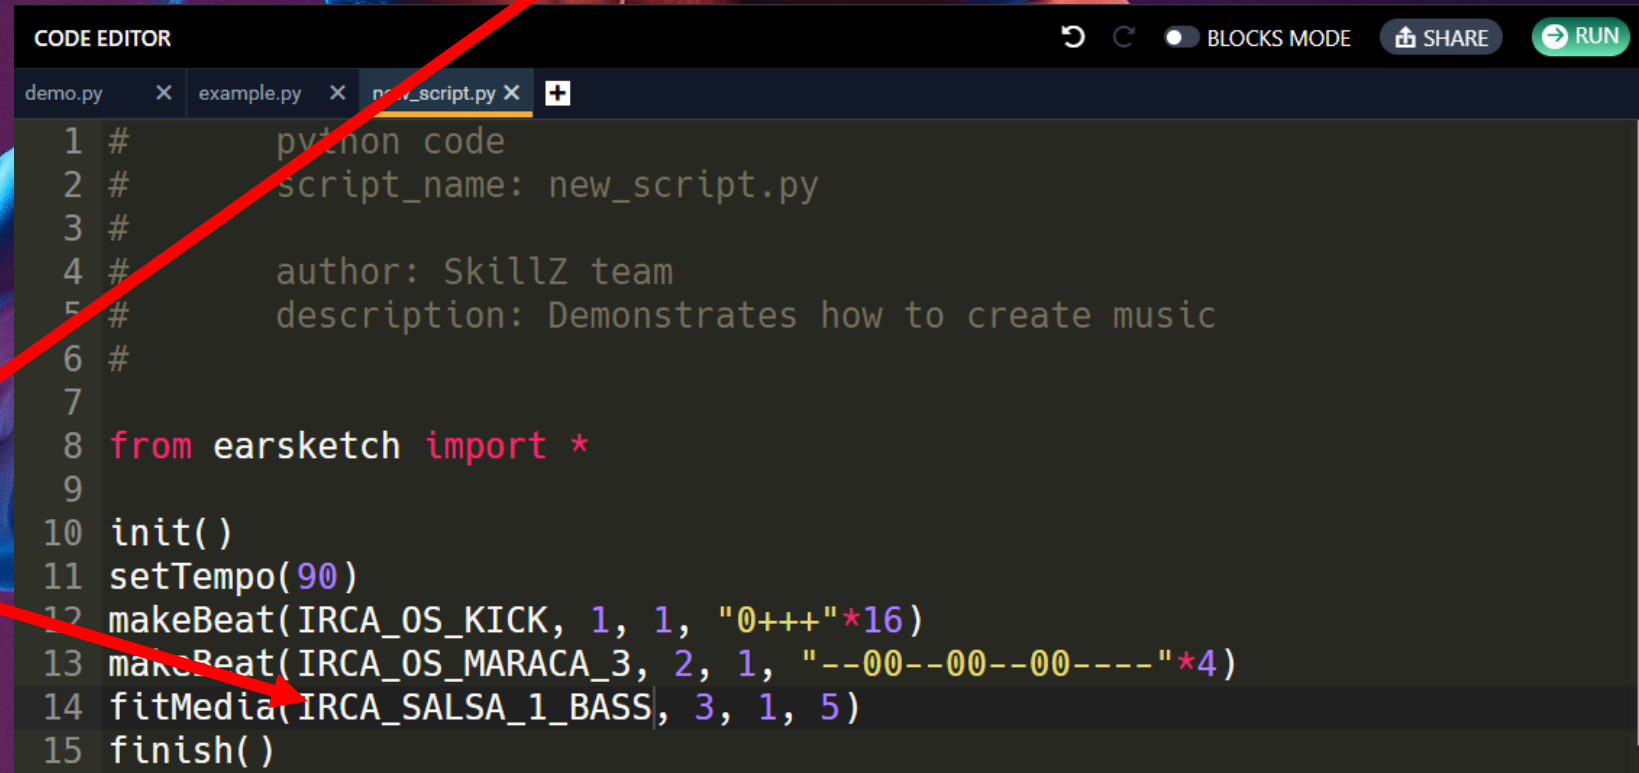 CODE EDITOR BLOCKS MODE SHARE RUN
demo.py example.py new_script.py
1 # python code
2 # script_name: new_script.py
3 #
4 # author: SkillZ team
5 # description: Demonstrates how to create music
6 #
7
8 from earsketch import *
9
10 init()
11 setTempo(90)
12 makeBeat(IRCA_OS_KICK, 1, 1, "0+++"*16)
13 makeBeat(IRCA_OS_MARACA_3, 2, 1, "--00--00--00----"*4)
14 fitMedia(IRCA_SALSA_1_BASS, 3, 1, 5)
15 finish()